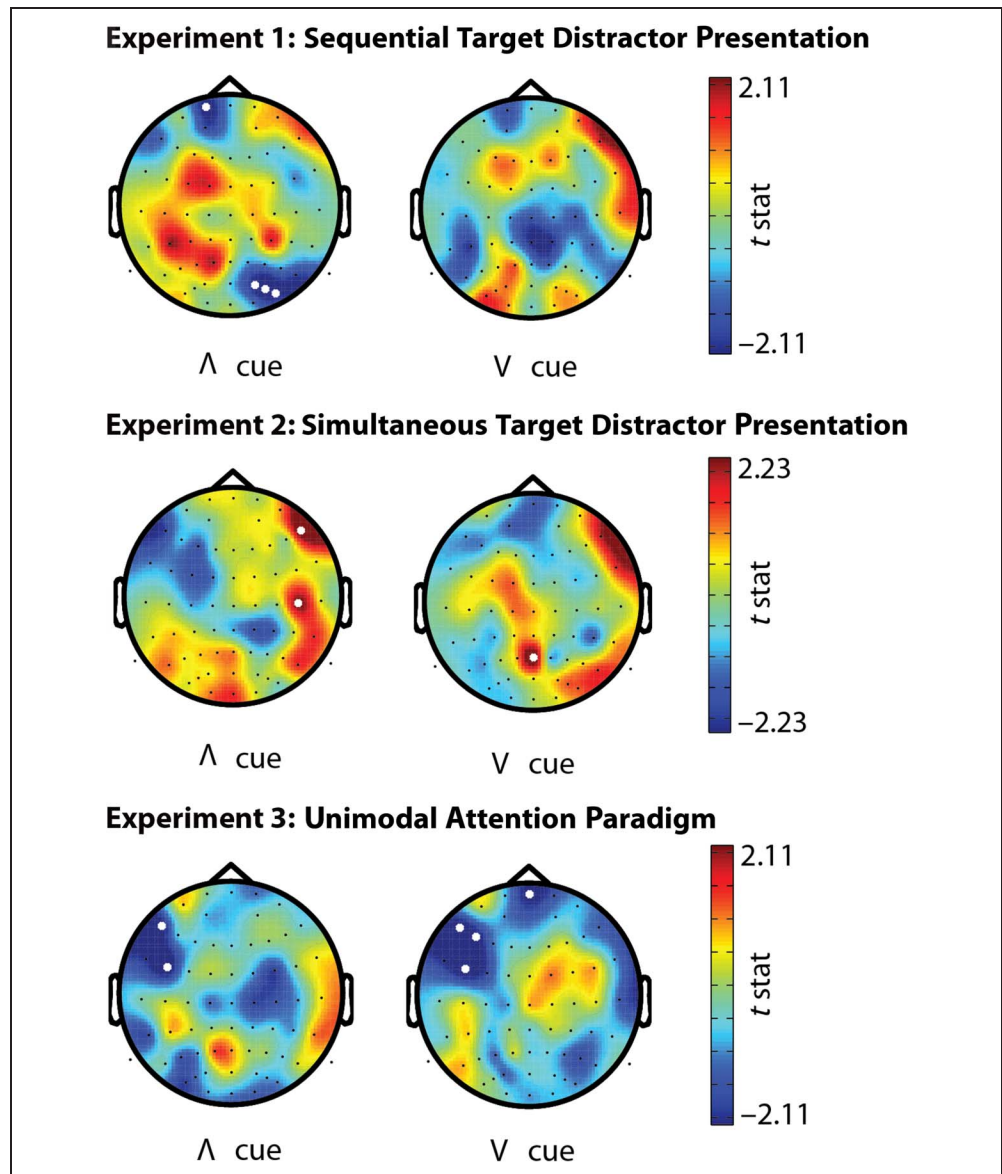 Experiment 1: Sequential Target Distractor Presentation
2.11
t stat
−2.11
Λ cue
V cue
Experiment 2: Simultaneous Target Distractor Presentation
2.23
t stat
−2.23
Λ cue
V cue
Experiment 3: Unimodal Attention Paradigm
2.11
t stat
−2.11
Λ cue
V cue